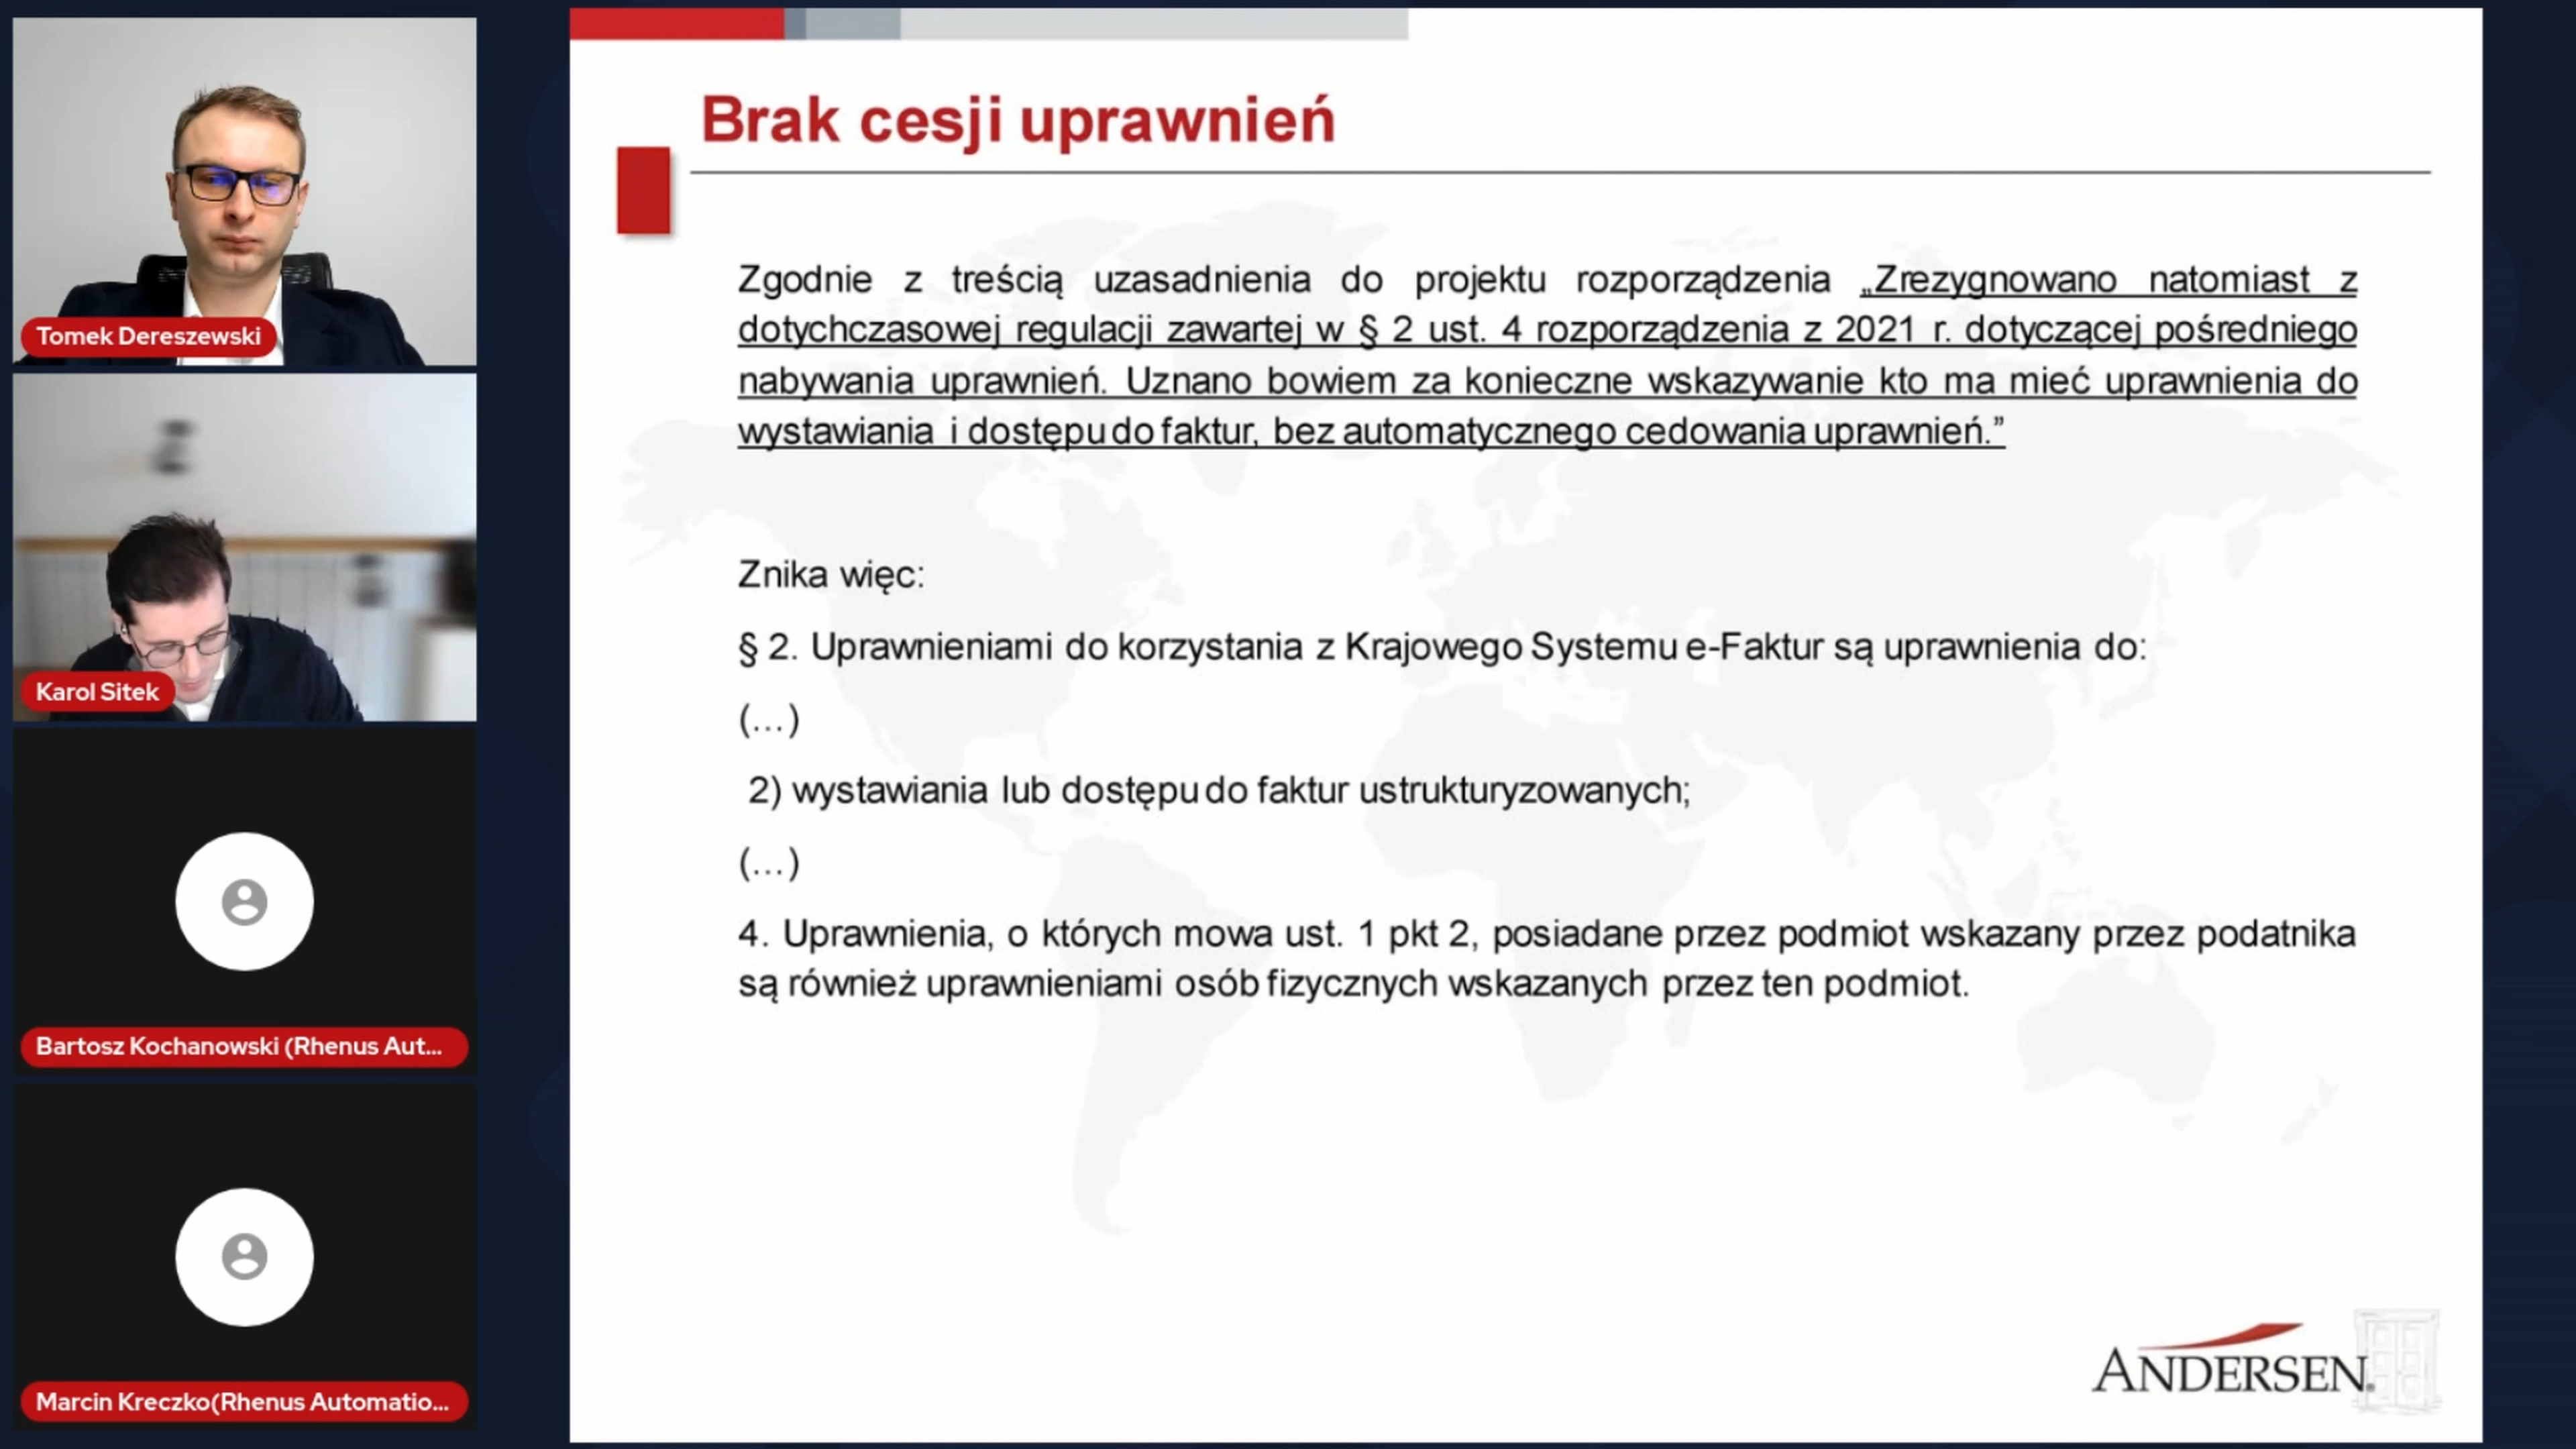 Tomek Dereszewski
Karol Sitek
Bartosz Kochanowski (Rhenus Aut...
Marcin Kreczko(Rhenus Automatio...
Brak cesji uprawnień
Zgodnie z treścią uzasadnienia do projektu rozporządzenia „Zrezygnowano natomiast z
dotychczasowej regulacji zawartej w § 2 ust. 4 rozporządzenia z 2021 r. dotyczącej pośredniego
nabywania uprawnień. Uznano bowiem za konieczne wskazywanie kto ma mieć uprawnienia do
wystawiania i dostępu do faktur, bez automatycznego cedowania uprawnień.”
Znika więc:
§ 2. Uprawnieniami do korzystania z Krajowego Systemu e-Faktur są uprawnienia do:
(...)
2) wystawiania lub dostępu do faktur ustrukturyzowanych;
(...)
4. Uprawnienia, o których mowa ust. 1 pkt 2, posiadane przez podmiot wskazany przez podatnika
są również uprawnieniami osób fizycznych wskazanych przez ten podmiot.
ANDERSEN.